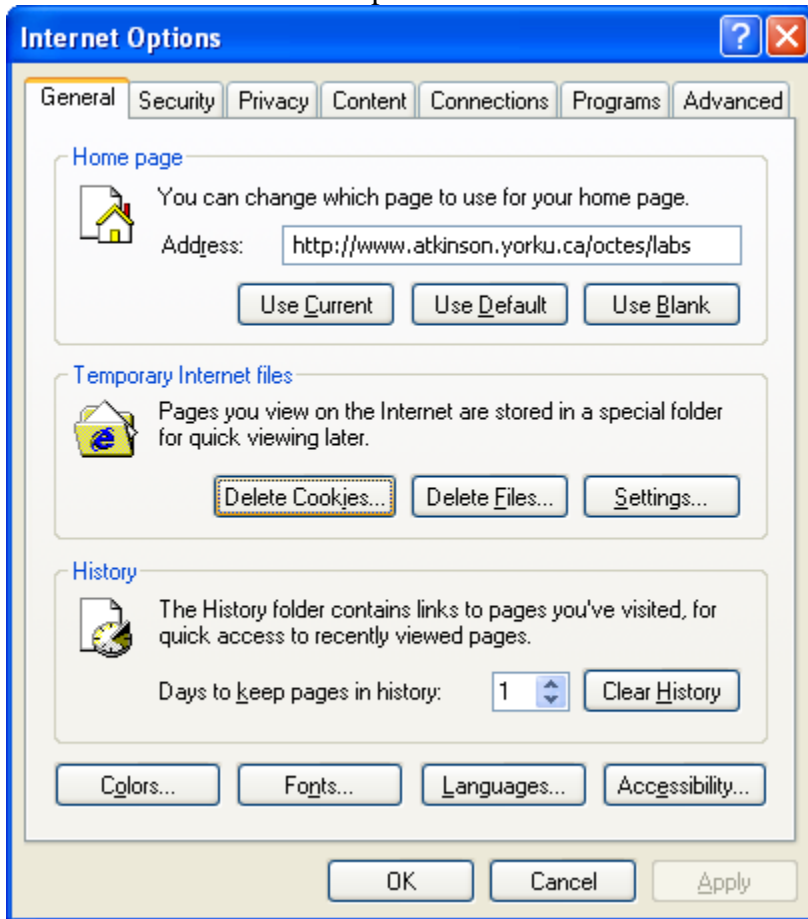 Internet Options
General Security Privacy Content Connections Programs Advanced
Home page
You can change which page to use for your home page.
Address: http://www.atkinson.yorku.ca/octes/labs
Use Current Use Default Use Blank
Temporary Internet files
Pages you view on the Internet are stored in a special folder
for quick viewing later.
Delete Cookies... Delete Files... Settings...
History
The History folder contains links to pages you've visited, for
quick access to recently viewed pages.
Days to keep pages in history: 1 Clear History
Colors... Fonts... Languages... Accessibility...
OK Cancel Apply